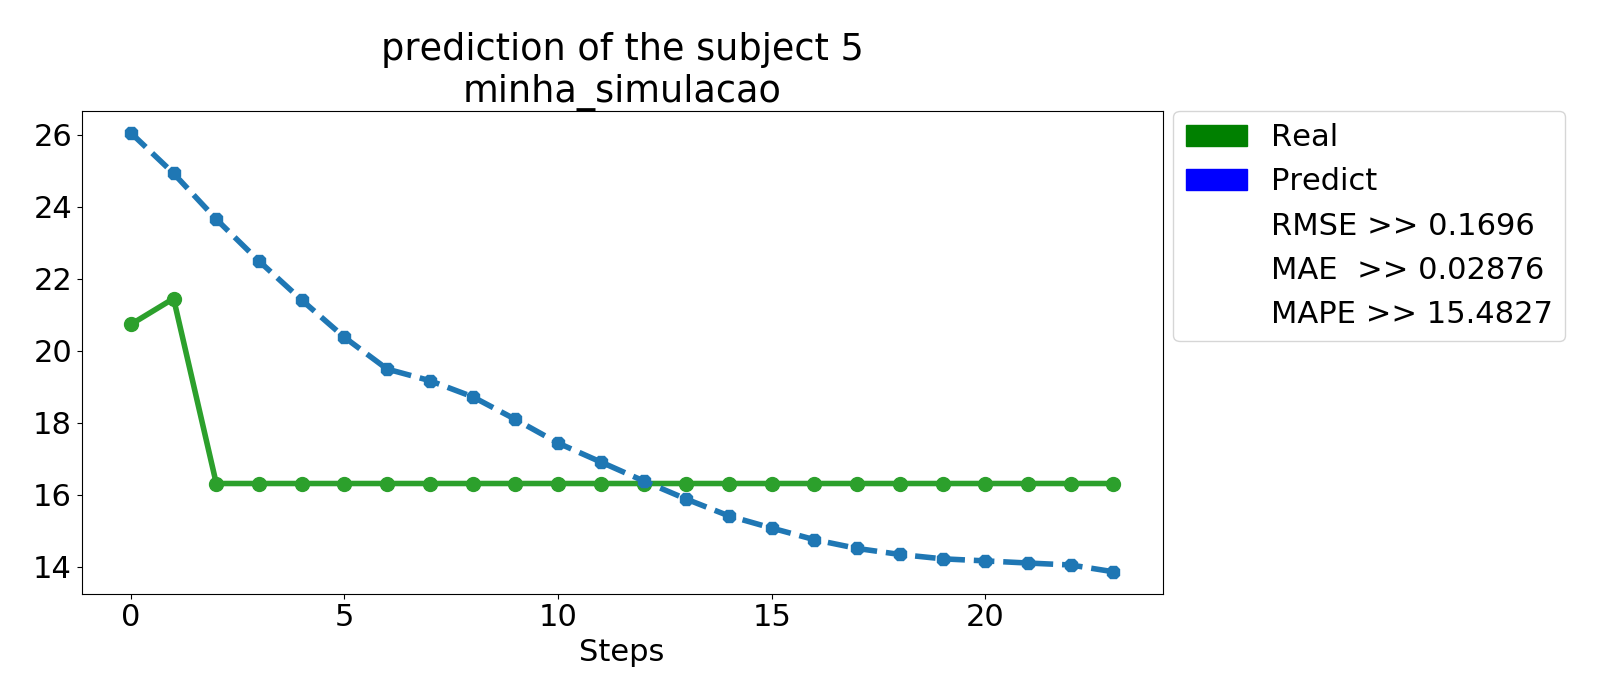 prediction of the subject 5
minha_simulacao
26
24
22
20
18
16
14
0 5 10 15 20
Steps
Real
Predict
RMSE >> 0.1696
MAE  >> 0.02876
MAPE >> 15.4827